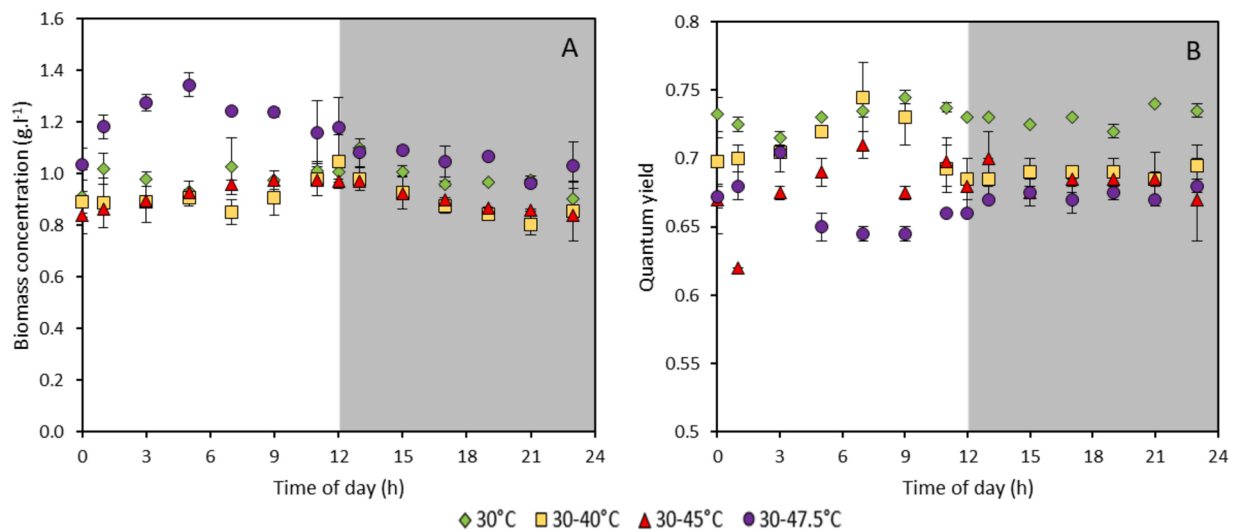 A
Biomass concentration (g.l⁻¹)
1.6
1.4
1.2
1.0
0.8
0.6
0.4
0.2
0.0
0 3 6 9 12 15 18 21 24
Time of day (h)
B
Quantum yield
0.8
0.75
0.7
0.65
0.6
0.55
0.5
0 3 6 9 12 15 18 21 24
Time of day (h)
30°C 30-40°C 30-45°C 30-47.5°C